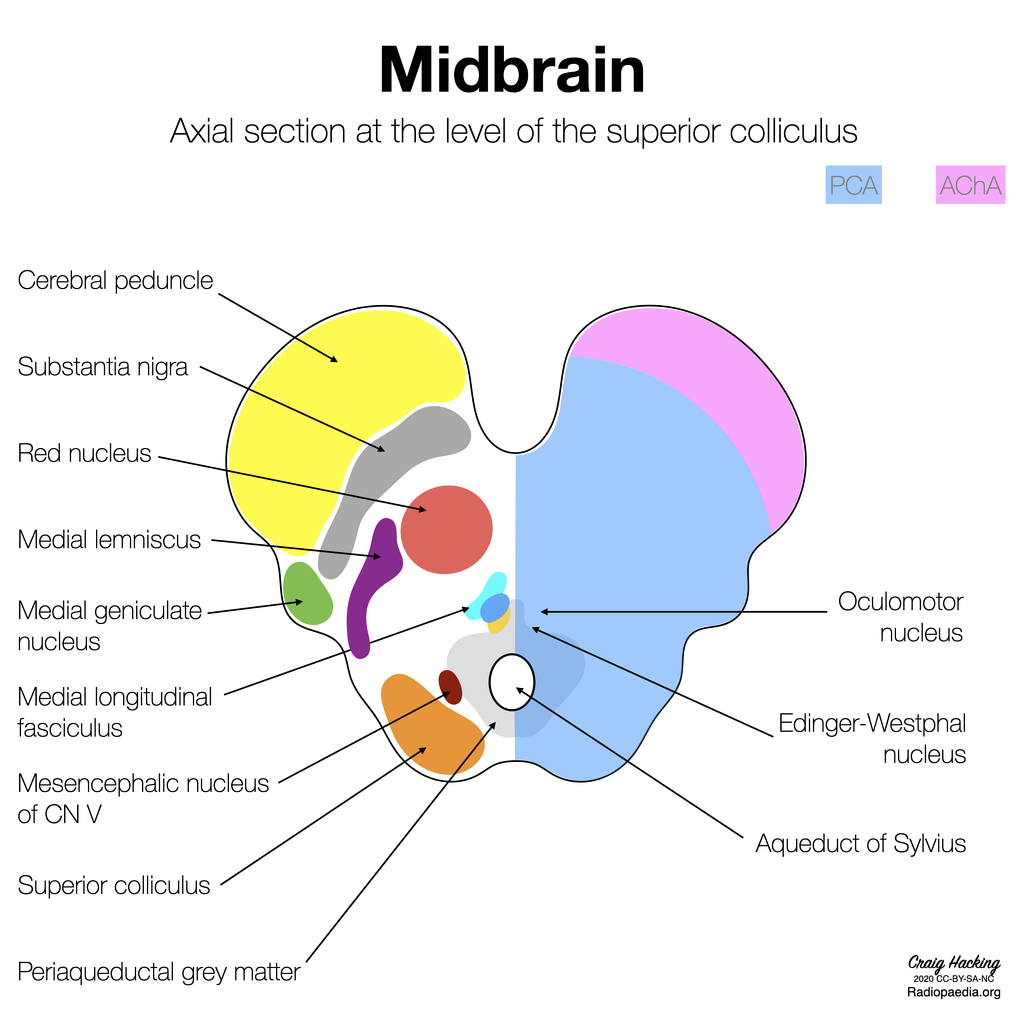 Midbrain
Axial section at the level of the superior colliculus
PCA
AChA
Cerebral peduncle
Substantia nigra
Red nucleus
Medial lemniscus
Medial geniculate
nucleus
Medial longitudinal
fasciculus
Mesencephalic nucleus
of CN V
Superior colliculus
Periaqueductal grey matter
Oculomotor
nucleus
Edinger-Westphal
nucleus
Aqueduct of Sylvius
Craig Hacking
2020 CC-BY-SA-NC
Radiopaedia.org